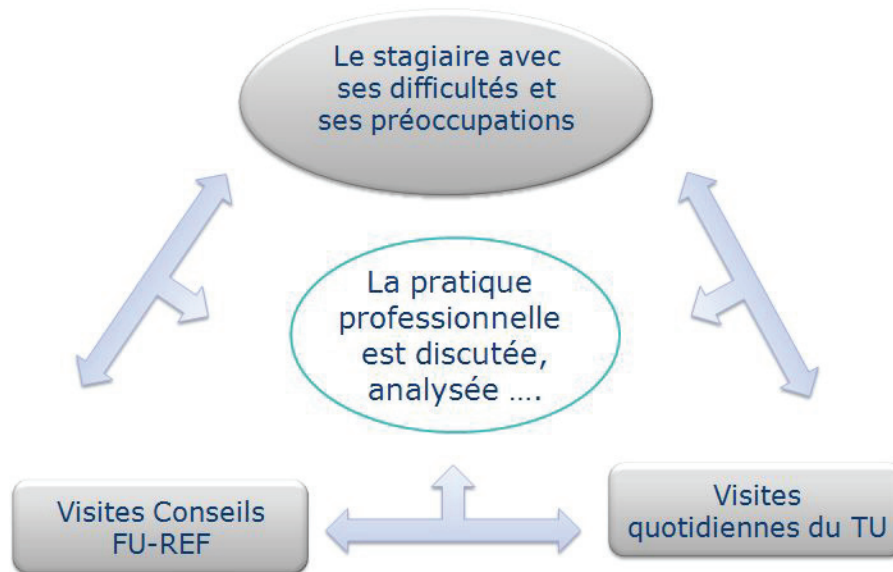 Le stagiaire avec
ses difficultés et
ses préoccupations
La pratique
professionnelle
est discutée,
analysée ....
Visites Conseils
FU-REF
Visites
quotidiennes du TU